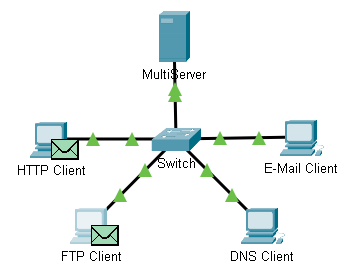 MultiServer
HTTP Client
Switch
E-Mail Client
FTP Client
DNS Client